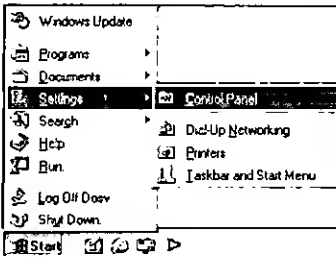 Windows Update
Programs
Documents
Settings
Search
Help
Run.
Log Off Dosv
Shut Down.
Start
Control Panel
Dial-Up Networking
Printers
Taskbar and Start Menu